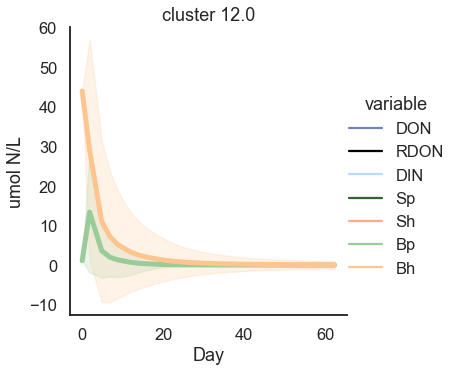 cluster 12.0
umol N/L
60
50
40
30
20
10
0
−10
0
20
40
60
Day
variable
DON
RDON
DIN
Sp
Sh
Bp
Bh